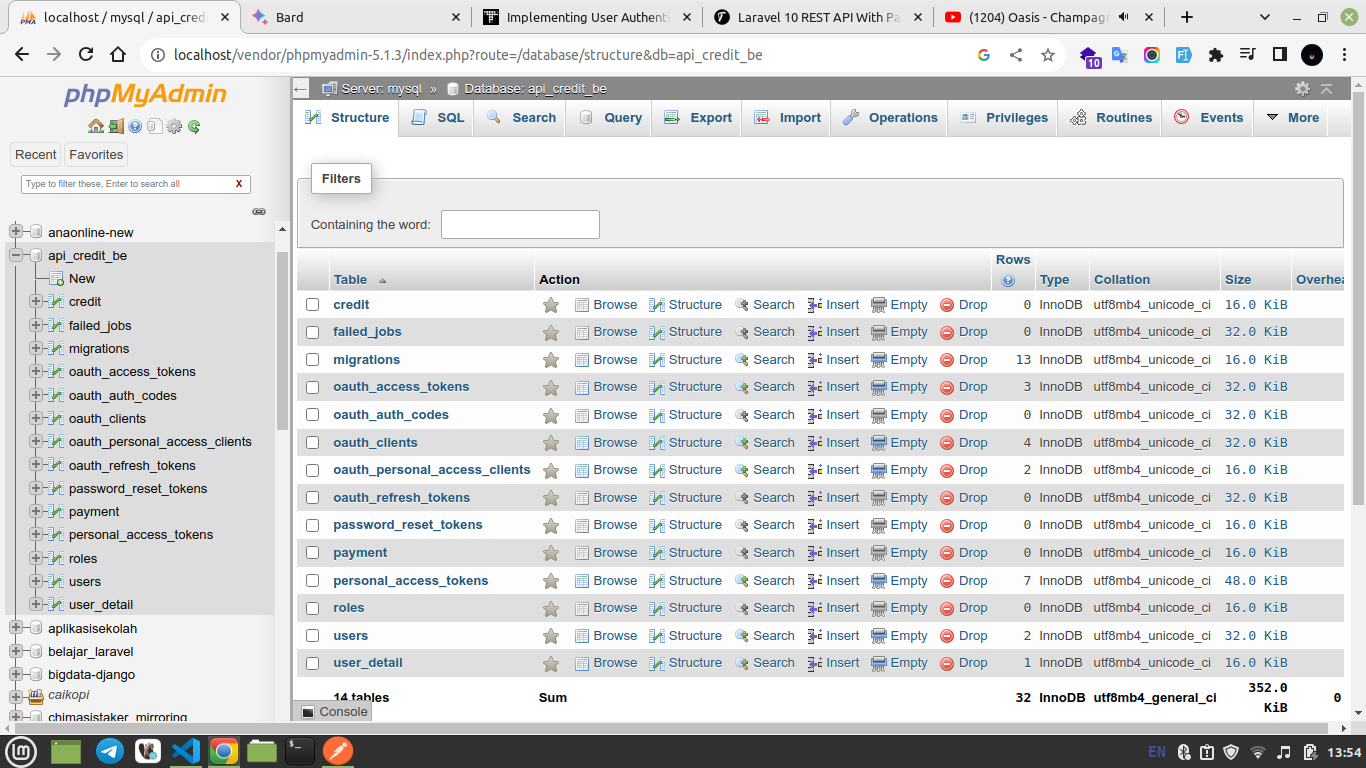 localhost / mysql / api_cred
Bard
Implementing User Authenti
Laravel 10 REST API With Pa
(1204) Oasis - Champagn
localhost/vendor/phpmyadmin-5.1.3/index.php?route=/database/structure&db=api_credit_be
10
phpMyAdmin
Recent
Favorites
Type to filter these, Enter to search all
X
anaonline-new
api_credit_be
New
credit
failed_jobs
migrations
oauth_access_tokens
oauth_auth_codes
oauth_clients
oauth_personal_access_clients
oauth_refresh_tokens
password_reset_tokens
payment
personal_access_tokens
roles
users
user_detail
aplikasisekolah
belajar_laravel
bigdata-django
caikopi
chimasistaker_mirroring
Server: mysql » Database: api_credit_be
Structure SQL Search Query Export Import Operations Privileges Routines Events More
Filters
Containing the word:
Table Action Rows Type Collation Size Overhea
credit Browse Structure Search Insert Empty Drop 0 InnoDB utf8mb4_unicode_ci 16.0 KiB
failed_jobs Browse Structure Search Insert Empty Drop 0 InnoDB utf8mb4_unicode_ci 32.0 KiB
migrations Browse Structure Search Insert Empty Drop 13 InnoDB utf8mb4_unicode_ci 16.0 KiB
oauth_access_tokens Browse Structure Search Insert Empty Drop 3 InnoDB utf8mb4_unicode_ci 32.0 KiB
oauth_auth_codes Browse Structure Search Insert Empty Drop 0 InnoDB utf8mb4_unicode_ci 32.0 KiB
oauth_clients Browse Structure Search Insert Empty Drop 4 InnoDB utf8mb4_unicode_ci 32.0 KiB
oauth_personal_access_clients Browse Structure Search Insert Empty Drop 2 InnoDB utf8mb4_unicode_ci 16.0 KiB
oauth_refresh_tokens Browse Structure Search Insert Empty Drop 0 InnoDB utf8mb4_unicode_ci 32.0 KiB
password_reset_tokens Browse Structure Search Insert Empty Drop 0 InnoDB utf8mb4_unicode_ci 16.0 KiB
payment Browse Structure Search Insert Empty Drop 0 InnoDB utf8mb4_unicode_ci 16.0 KiB
personal_access_tokens Browse Structure Search Insert Empty Drop 7 InnoDB utf8mb4_unicode_ci 48.0 KiB
roles Browse Structure Search Insert Empty Drop 0 InnoDB utf8mb4_unicode_ci 16.0 KiB
users Browse Structure Search Insert Empty Drop 2 InnoDB utf8mb4_unicode_ci 32.0 KiB
user_detail Browse Structure Search Insert Empty Drop 1 InnoDB utf8mb4_unicode_ci 16.0 KiB
14 tables Sum 32 InnoDB utf8mb4_general_ci 352.0 KiB 0
Console
EN
13:54